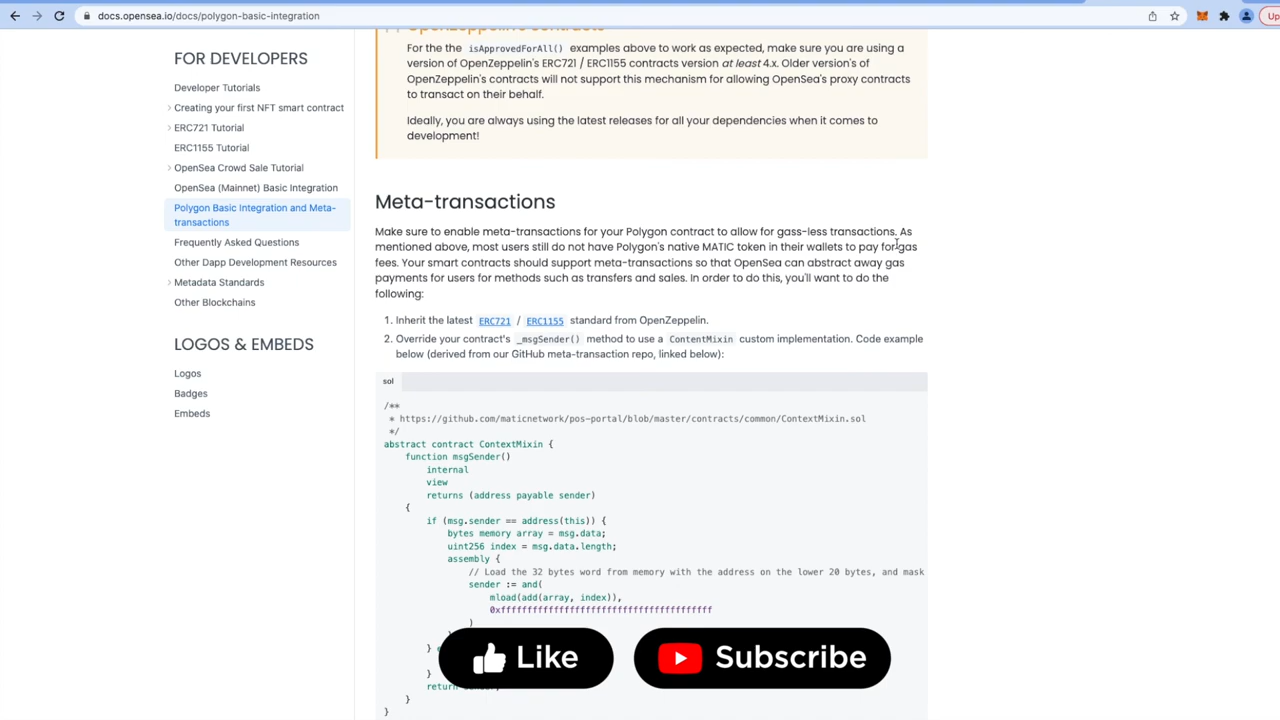 docs.opensea.io/docs/polygon-basic-integration
FOR DEVELOPERS
Developer Tutorials
Creating your first NFT smart contract
ERC721 Tutorial
ERC1155 Tutorial
OpenSea Crowd Sale Tutorial
OpenSea (Mainnet) Basic Integration
Polygon Basic Integration and Meta-
transactions
Frequently Asked Questions
Other Dapp Development Resources
Metadata Standards
Other Blockchains
LOGOS & EMBEDS
Logos
Badges
Embeds
OpenZeppelin contracts
For the the isApprovedForAll() examples above to work as expected, make sure you are using a
version of OpenZeppelin's ERC721 / ERC1155 contracts version at least 4.x. Older version's of
OpenZeppelin's contracts will not support this mechanism for allowing OpenSea's proxy contracts
to transact on their behalf.
Ideally, you are always using the latest releases for all your dependencies when it comes to
development!
Meta-transactions
Make sure to enable meta-transactions for your Polygon contract to allow for gass-less transactions. As
mentioned above, most users still do not have Polygon's native MATIC token in their wallets to pay for gas
fees. Your smart contracts should support meta-transactions so that OpenSea can abstract away gas
payments for users for methods such as transfers and sales. In order to do this, you'll want to do the
following:
1. Inherit the latest ERC721 / ERC1155 standard from OpenZeppelin.
2. Override your contract's _msgSender() method to use a ContentMixin custom implementation. Code example
below (derived from our GitHub meta-transaction repo, linked below):
sol
/**
* https://github.com/maticnetwork/pos-portal/blob/master/contracts/common/ContextMixin.sol
*/
abstract contract ContextMixin {
function msgSender()
internal
view
returns (address payable sender)
{
if (msg.sender == address(this)) {
bytes memory array = msg.data;
uint256 index = msg.data.length;
assembly {
// Load the 32 bytes word from memory with the address on the lower 20 bytes, and mask
sender := and(
mload(add(array, index)),
0xffffffffffffffffffffffffffffffffffffffff
)
}
}
return
}
}
Like
Subscribe